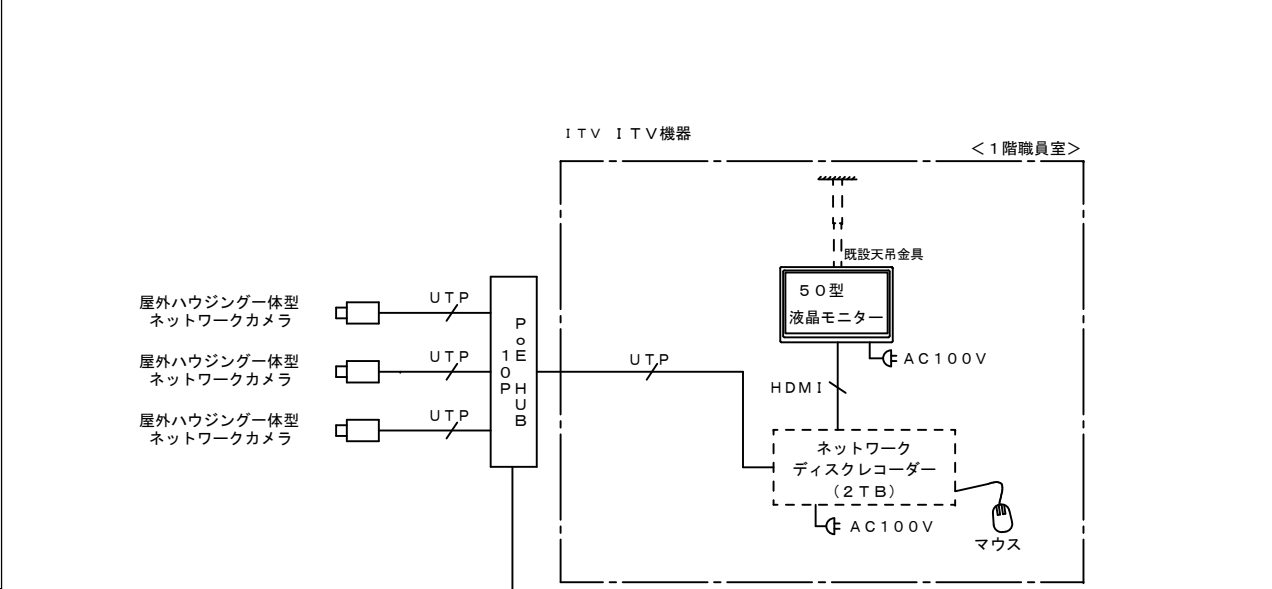 ＩＴＶ ＩＴＶ機器
＜１階職員室＞
既設天吊金具
５０型
液晶モニター
ＡＣ１００Ｖ
ＨＤＭＩ
屋外ハウジング一体型
ネットワークカメラ
ＵＴＰ
屋外ハウジング一体型
ネットワークカメラ
ＵＴＰ
屋外ハウジング一体型
ネットワークカメラ
ＵＴＰ
ＰｏＥ ＨＵＢ
１０Ｐ
ＵＴＰ
ネットワーク
ディスクレコーダー
（２ＴＢ）
ＡＣ１００Ｖ
マウス